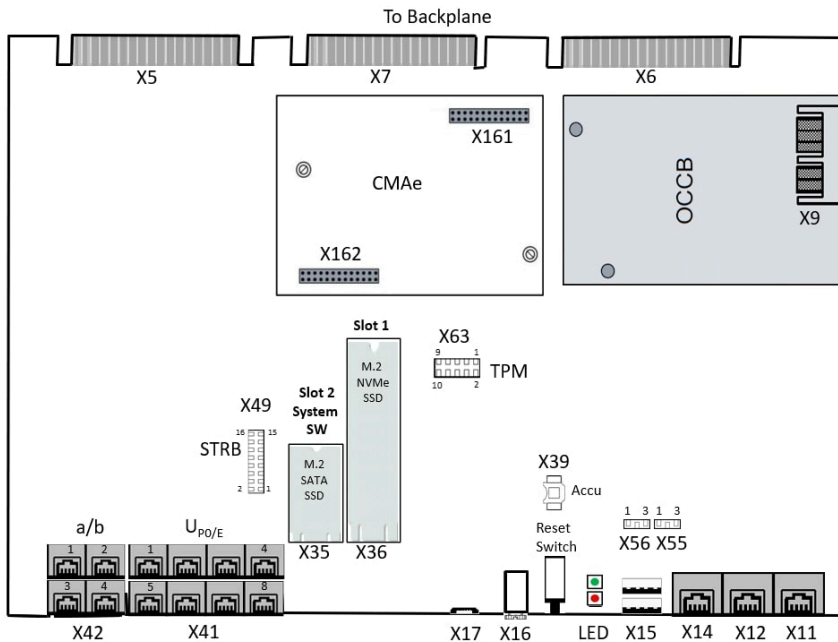 To Backplane
X5
X7
X6
X161
CMAe
X162
OCCB
X9
Slot 1
M.2
NVMe
SSD
X63
9 1
10 2
TPM
Slot 2
System
SW
M.2
SATA
SSD
X49
16 15
STRB
2 1
X39
Accu
1 3 1 3
X56 X55
Reset
Switch
X35 X36
a/b
1 2
3 4
UP0/E
1 4
5 8
X42 X41 X17 X16 LED X15 X14 X12 X11